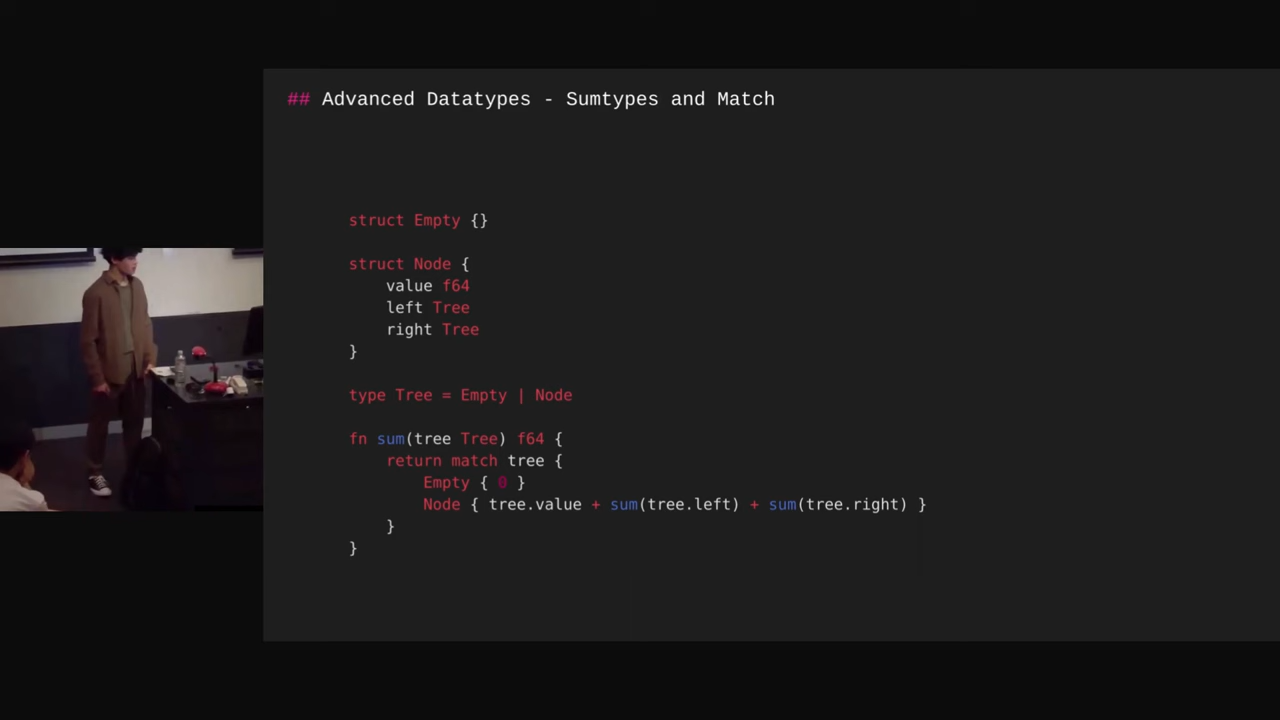 ## Advanced Datatypes - Sumtypes and Match
struct Empty {}
struct Node {
    value f64
    left Tree
    right Tree
}
type Tree = Empty | Node
fn sum(tree Tree) f64 {
    return match tree {
        Empty { 0 }
        Node { tree.value + sum(tree.left) + sum(tree.right) }
    }
}